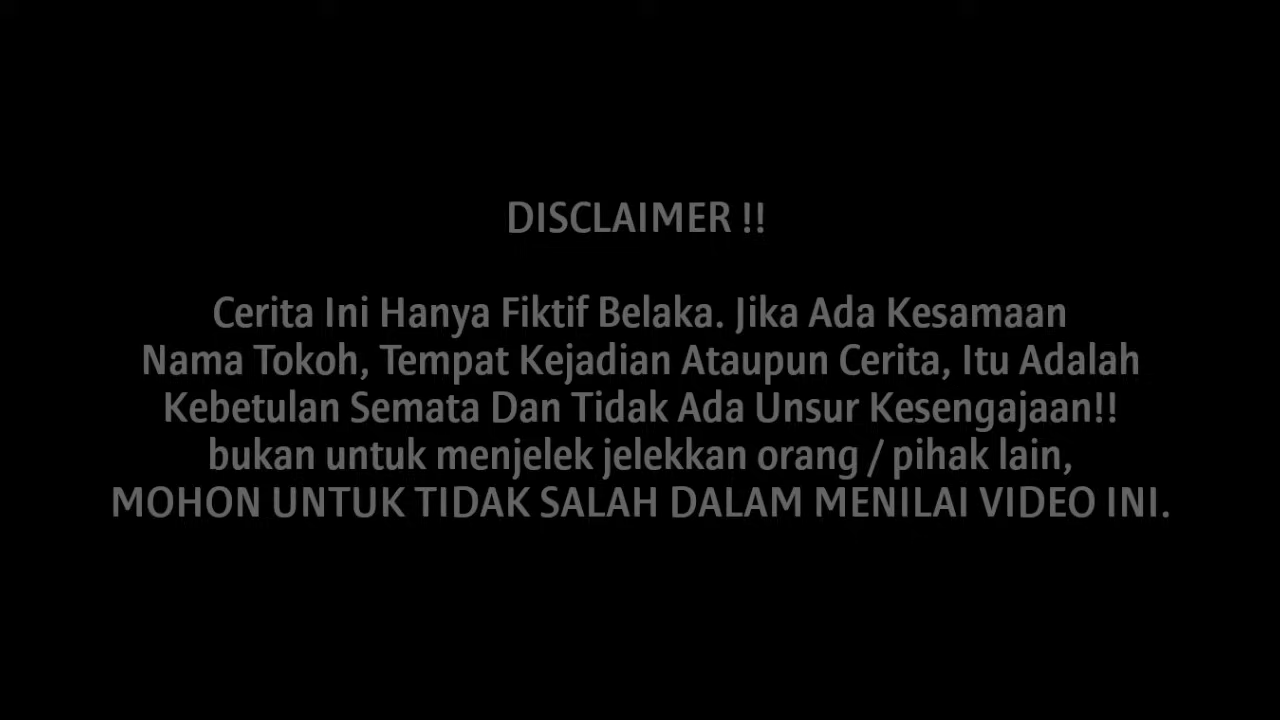 DISCLAIMER !!
Cerita Ini Hanya Fiktif Belaka. Jika Ada Kesamaan
Nama Tokoh, Tempat Kejadian Ataupun Cerita, Itu Adalah
Kebetulan Semata Dan Tidak Ada Unsur Kesengajaan!!
bukan untuk menjelek jelekkan orang / pihak lain,
MOHON UNTUK TIDAK SALAH DALAM MENILAI VIDEO INI.